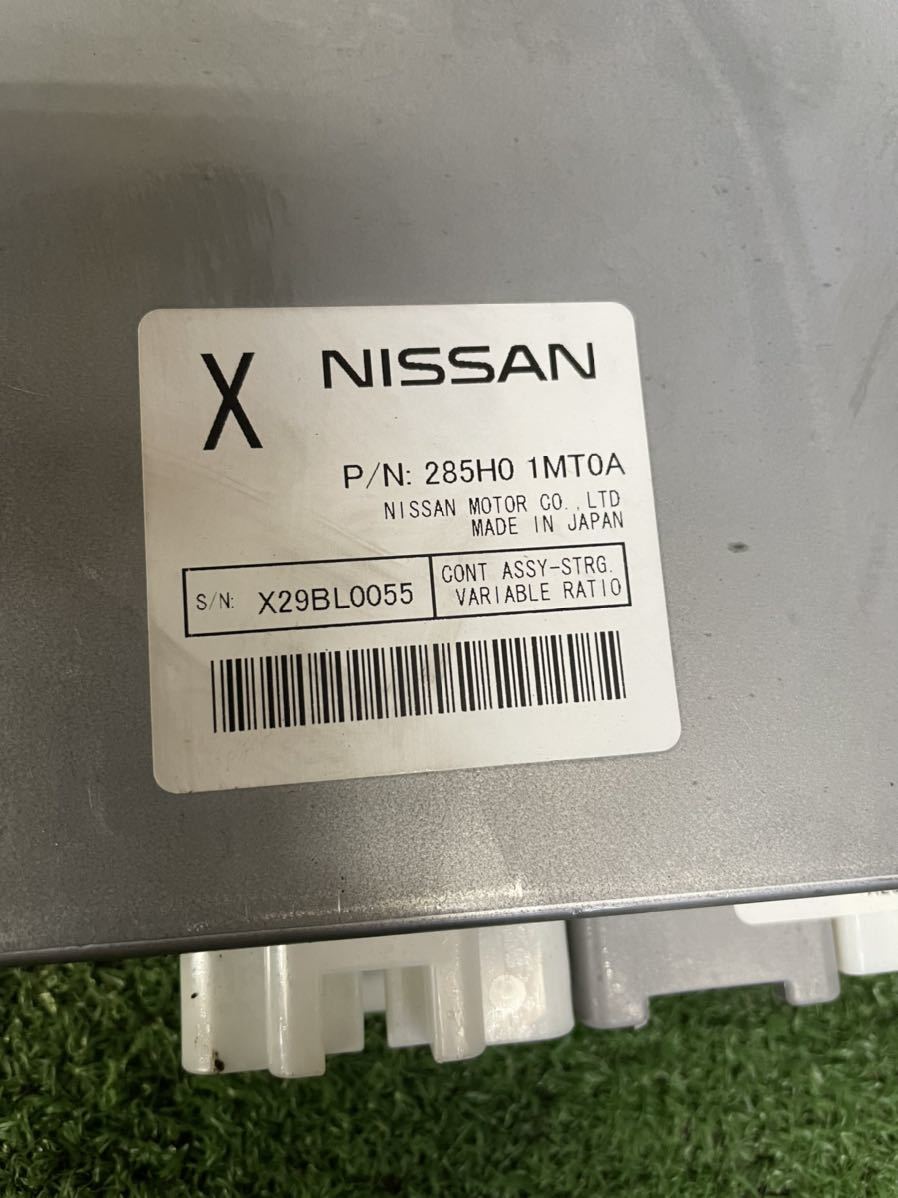 X NISSAN
P/N: 285H0 1MT0A
NISSAN MOTOR CO.,LTD
MADE IN JAPAN
S/N: X29BL0055
CONT ASSY-STRG.
VARIABLE RATIO